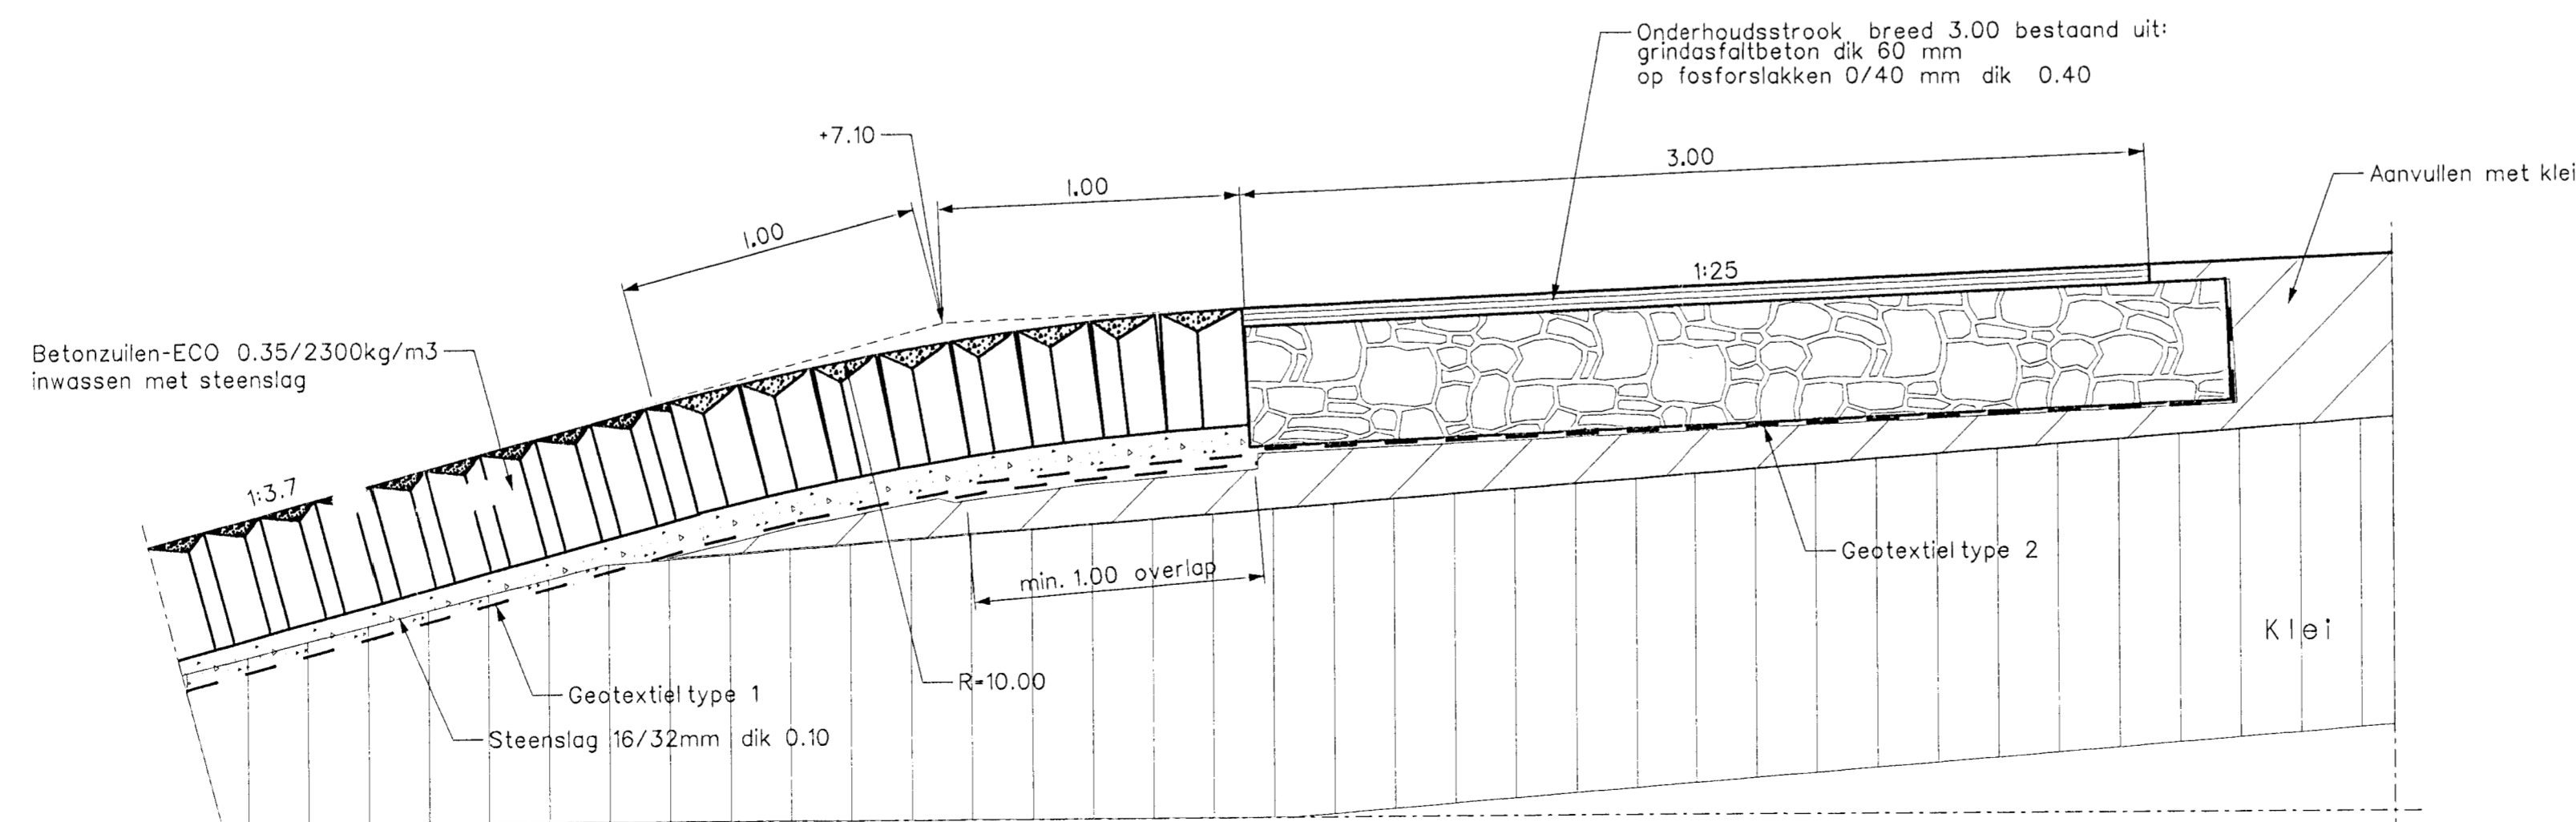 Onderhoudsstrook breed 3.00 bestaand uit:
grindasfaltbeton dik 60 mm
op fosforslakken 0/40 mm dik 0.40
+7.10
3.00
1.00
Aanvullen met klei
1.00
1:25
Betonzuilen-ECO 0.35/2300kg/m3
inwassen met steenslag
1:3.7
Geotextiel type 2
min. 1.00 overlap
Klei
R=10.00
Geotextiel type 1
Steenslag 16/32mm dik 0.10